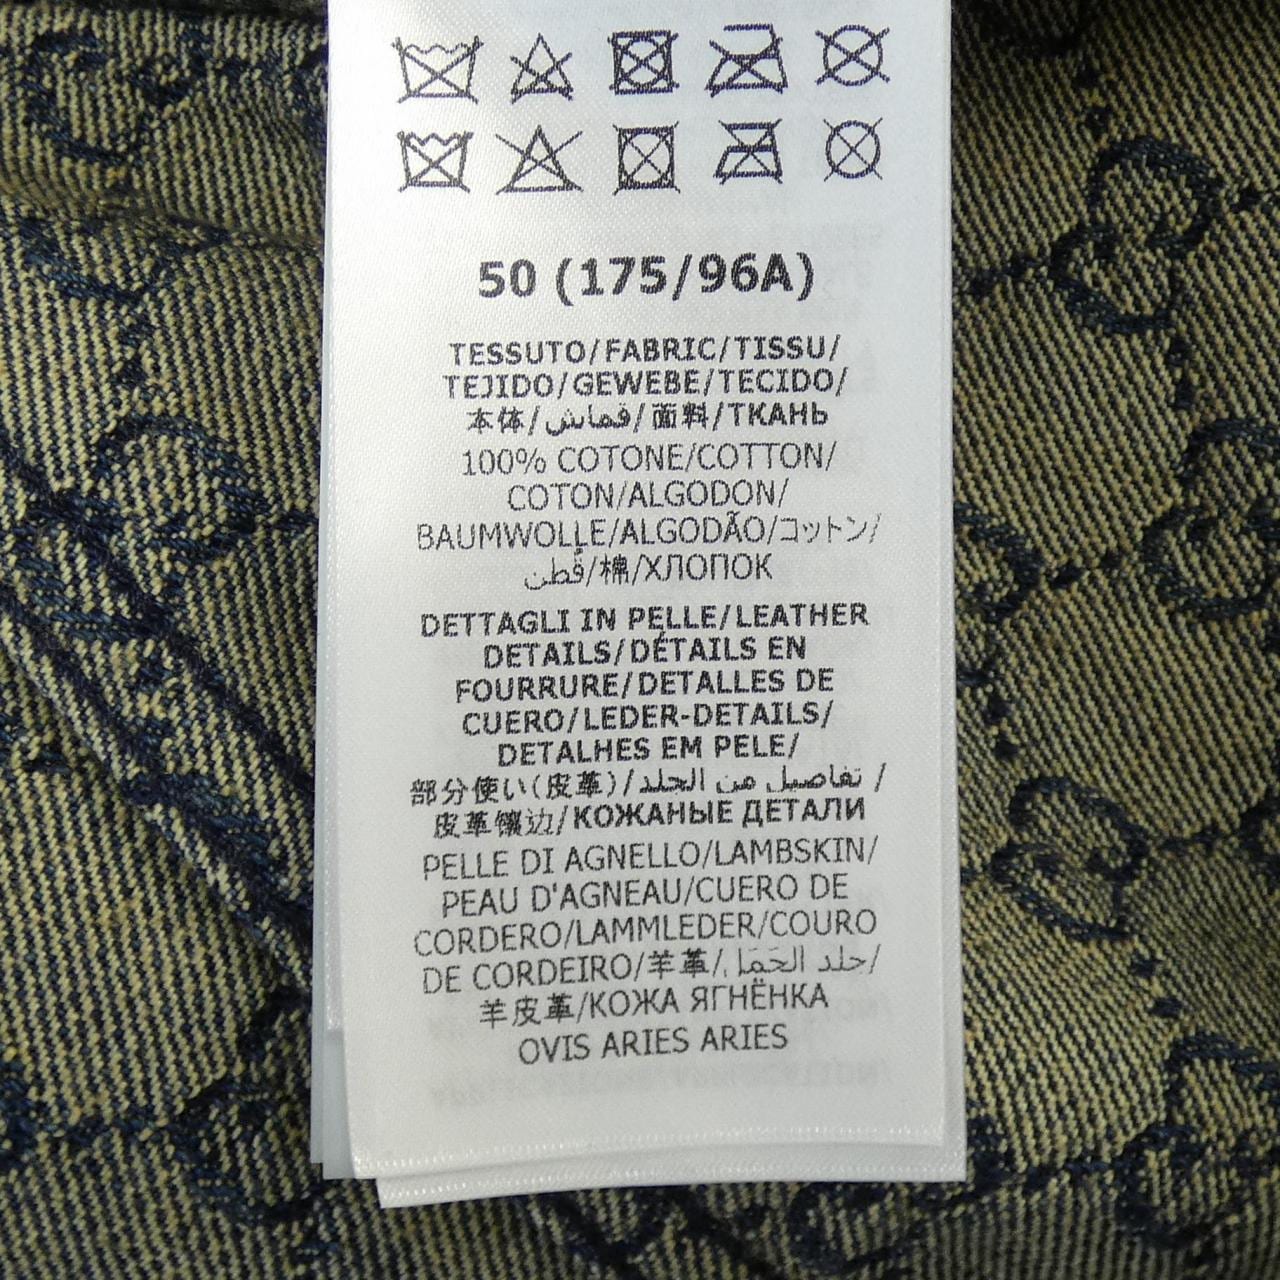 50 (175/96A)
TESSUTO/FABRIC/TISSU/
TEJIDO/GEWEBE/TECIDO/
本体/قماش/面料/ТКАНЬ
100% COTONE/COTTON/
COTON/ALGODON/
BAUMWOLLE/ALGODÃO/コットン/
قُطن/棉/ХЛОПОК
DETTAGLI IN PELLE/LEATHER
DETAILS/DÉTAILS EN
FOURRURE/DETALLES DE
CUERO/LEDER-DETAILS/
DETALHES EM PELE/
部分使い(皮革)/تفاصيل من الجلد/
皮革镶边/КОЖАНЫЕ ДЕТАЛИ
PELLE DI AGNELLO/LAMBSKIN/
PEAU D'AGNEAU/CUERO DE
CORDERO/LAMMLEDER/COURO
DE CORDEIRO/羊革/جلد الحَمَل/
羊皮革/КОЖА ЯГНЁНКА
OVIS ARIES ARIES